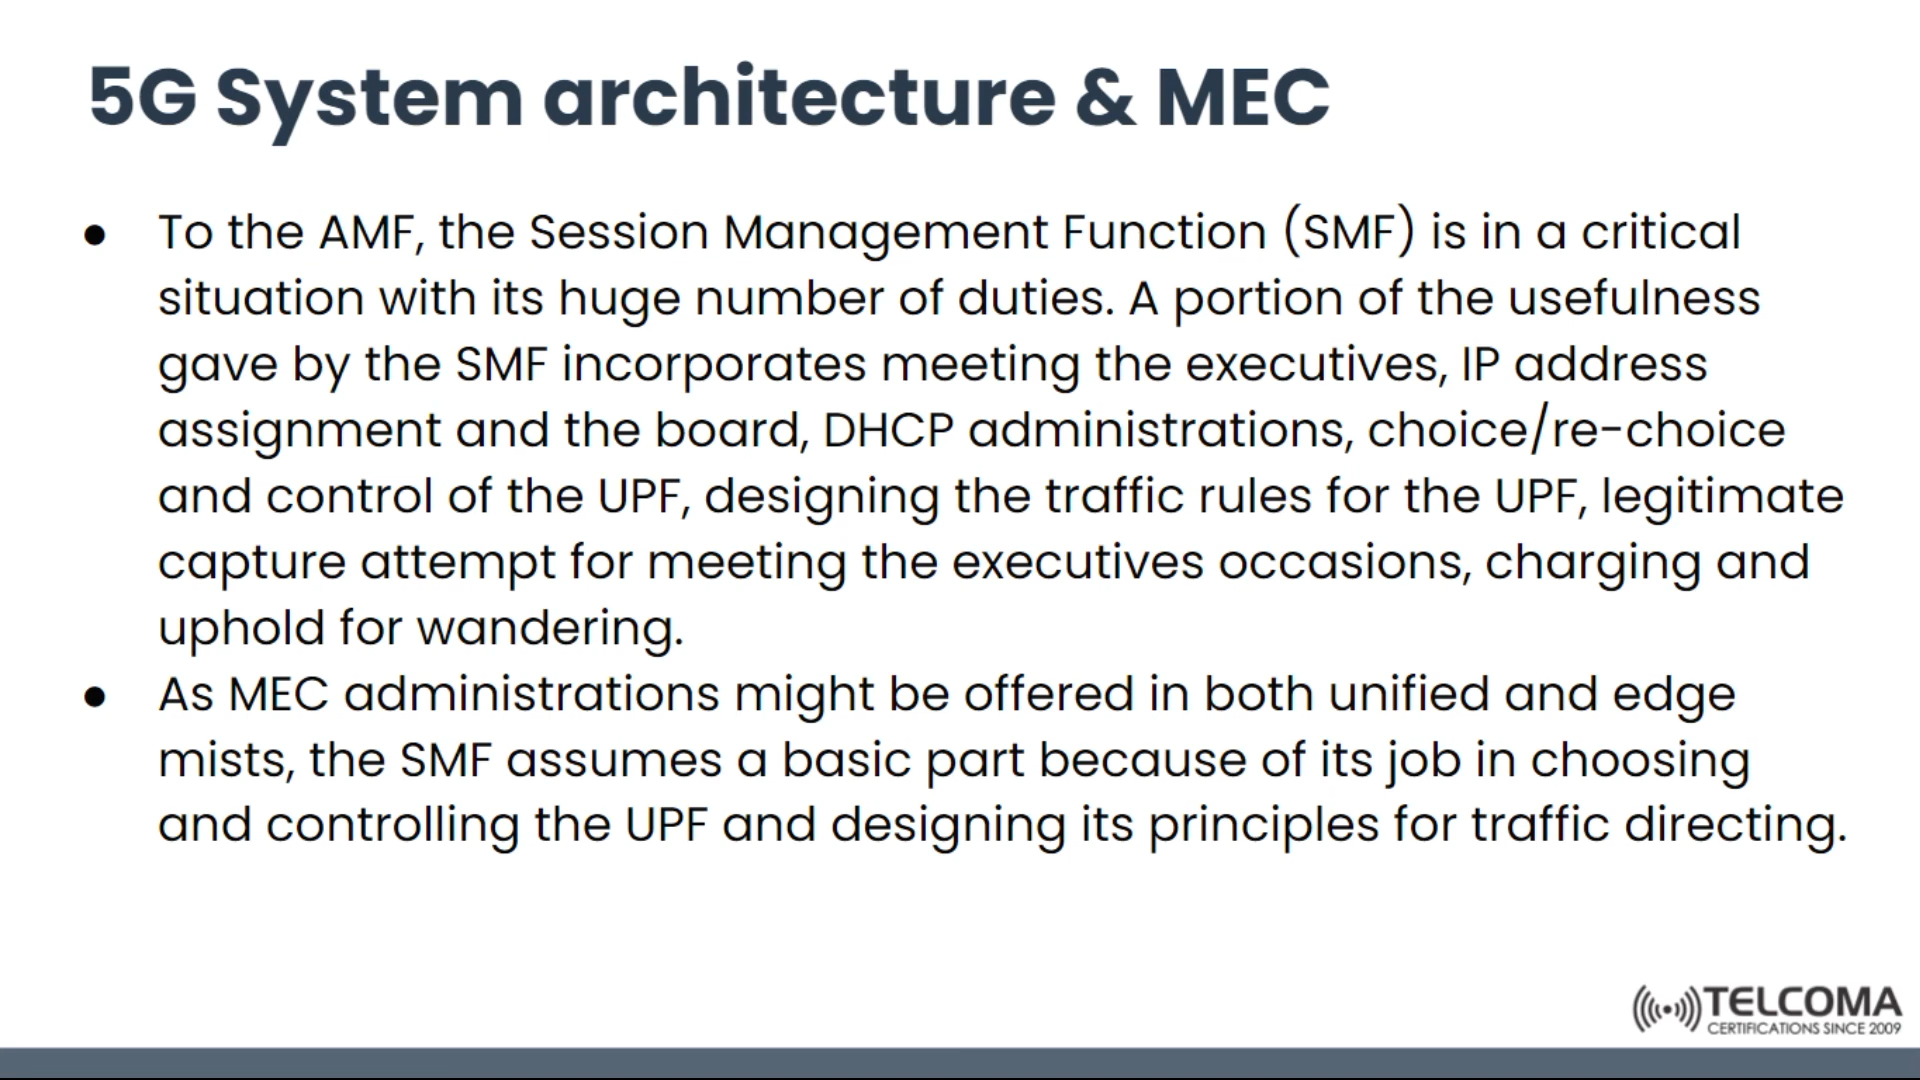 5G System architecture & MEC
● To the AMF, the Session Management Function (SMF) is in a critical
situation with its huge number of duties. A portion of the usefulness
gave by the SMF incorporates meeting the executives, IP address
assignment and the board, DHCP administrations, choice/re-choice
and control of the UPF, designing the traffic rules for the UPF, legitimate
capture attempt for meeting the executives occasions, charging and
uphold for wandering.
● As MEC administrations might be offered in both unified and edge
mists, the SMF assumes a basic part because of its job in choosing
and controlling the UPF and designing its principles for traffic directing.
TELCOMA
CERTIFICATIONS SINCE 2009